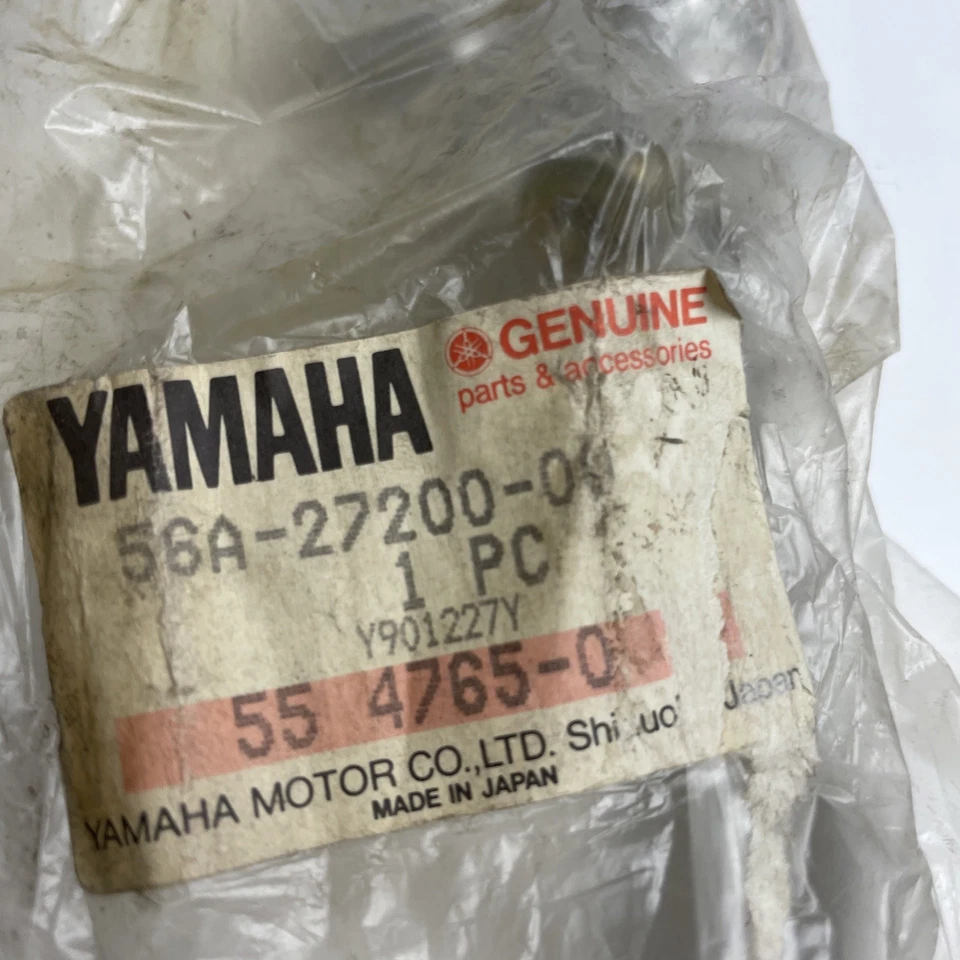 GENUINE
parts & accessories
YAMAHA
56A-27200-0
1 PC
Y901227Y
55 4765-0
YAMAHA MOTOR CO.,LTD. Japan
MADE IN JAPAN